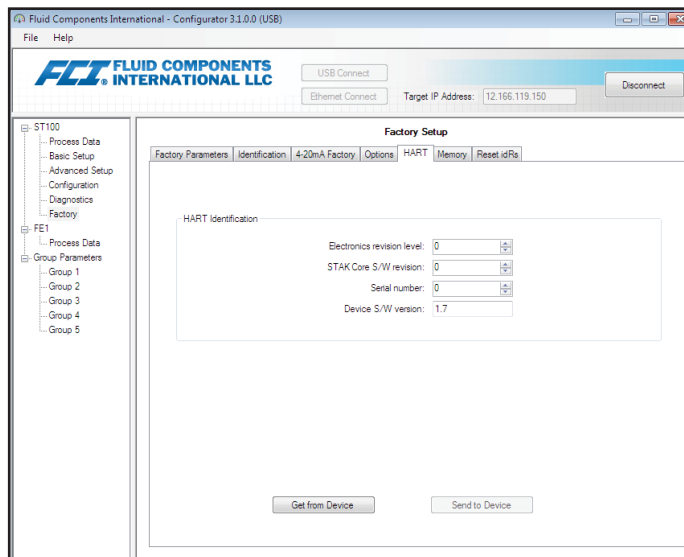 Fluid Components International - Configurator 3.1.0.0 (USB)
File Help
FCI® FLUID COMPONENTS
INTERNATIONAL LLC
USB Connect
Ethernet Connect
Target IP Address: 12.166.119.150
Disconnect
ST100
Process Data
Basic Setup
Advanced Setup
Configuration
Diagnostics
Factory
FE1
Process Data
Group Parameters
Group 1
Group 2
Group 3
Group 4
Group 5
Factory Setup
Factory Parameters Identification 4-20mA Factory Options HART Memory Reset idRs
HART Identification
Electronics revision level: 0
STAK Core S/W revision: 0
Serial number: 0
Device S/W version: 1.7
Get from Device Send to Device